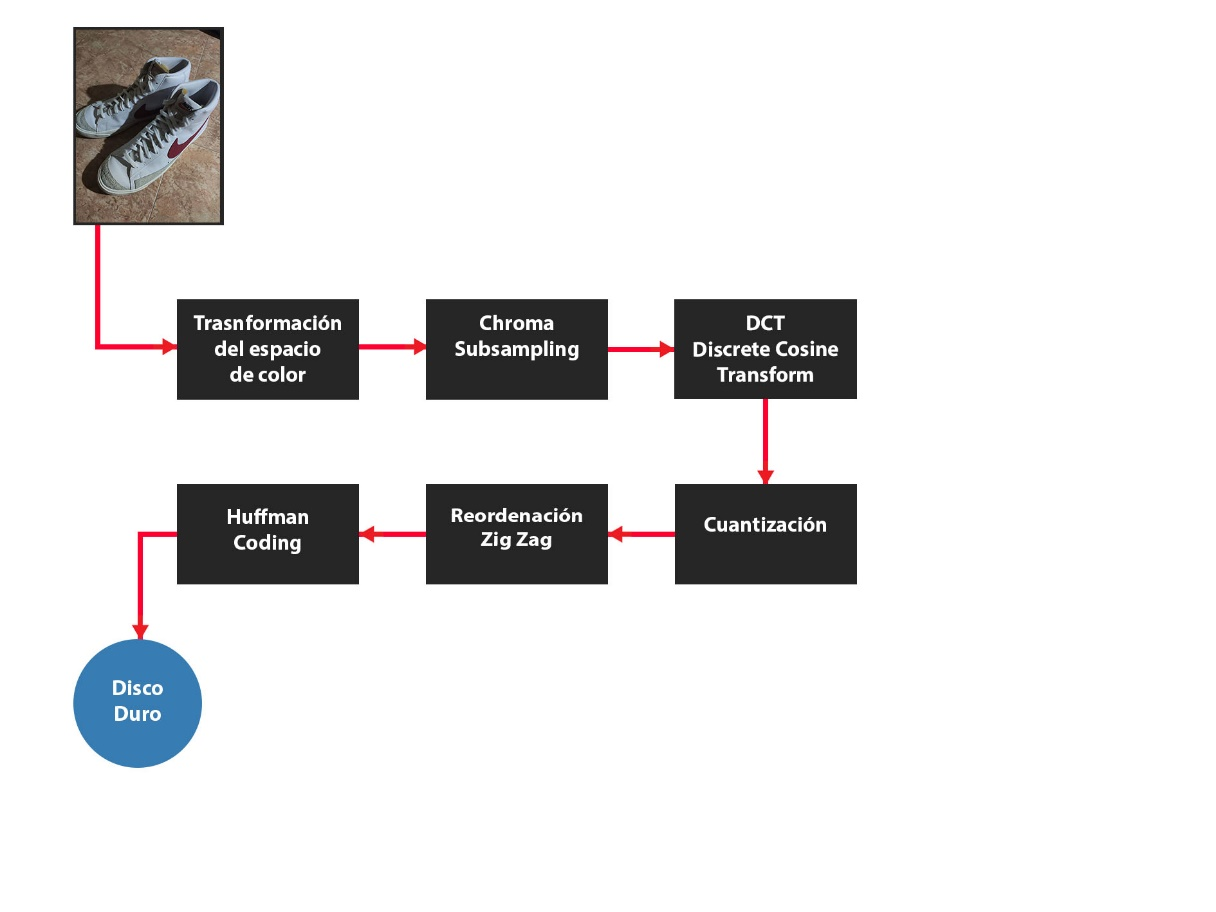 Trasnformación
del espacio
de color
Chroma
Subsampling
DCT
Discrete Cosine
Transform
Cuantización
Reordenación
Zig Zag
Huffman
Coding
Disco
Duro